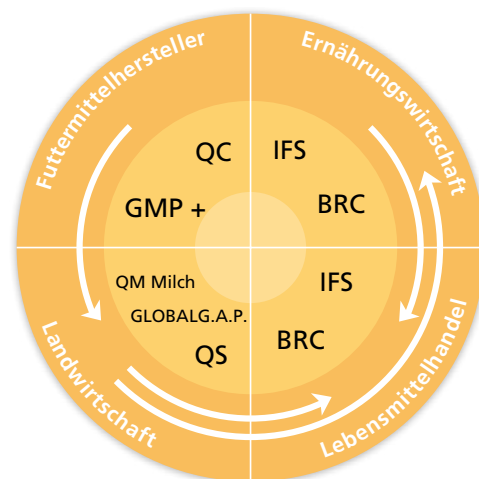 Futtermittelhersteller
Ernährungswirtschaft
QC
IFS
GMP +
BRC
QM Milch
IFS
GLOBALG.A.P.
BRC
QS
Landwirtschaft
Lebensmittelhandel